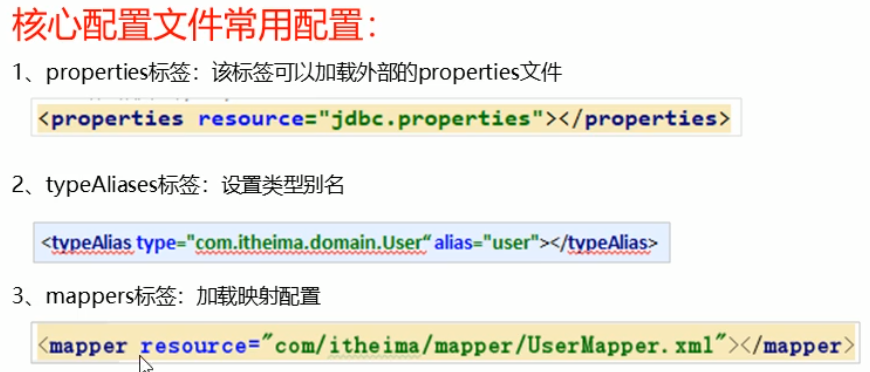 核心配置文件常用配置：
1、properties标签：该标签可以加载外部的properties文件
<properties resource="jdbc.properties"></properties>
2、typeAliases标签：设置类型别名
<typeAlias type="com.itheima.domain.User“ alias="user"></typeAlias>
3、mappers标签：加载映射配置
<mapper resource="com/itheima/mapper/UserMapper.xml"></mapper>